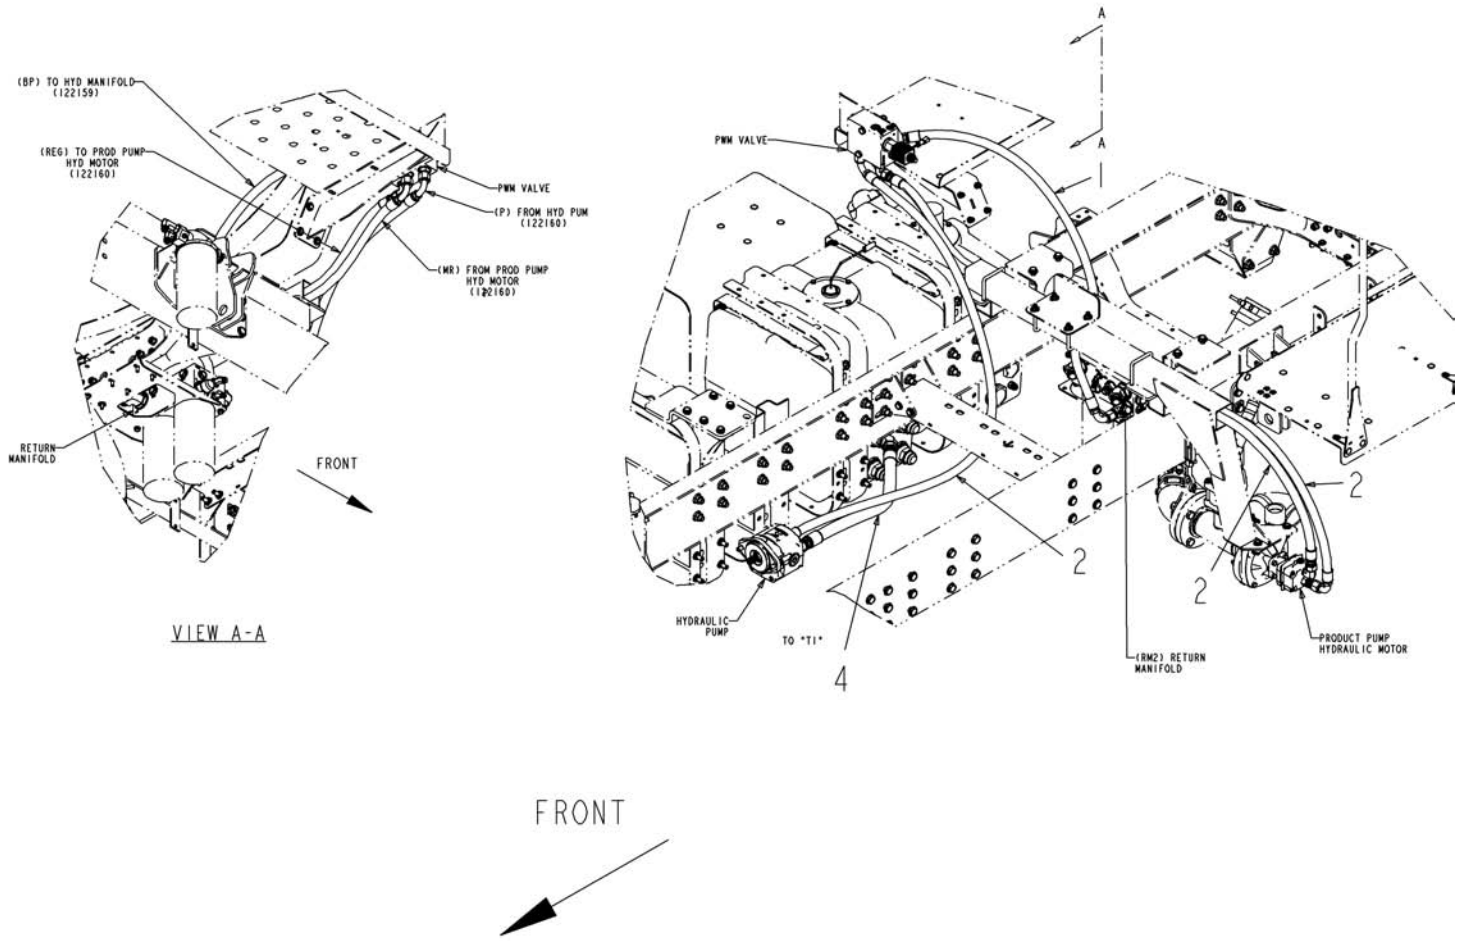 (BP) TO HYD MANIFOLD
(122159)
(REG) TO PROD PUMP
HYD MOTOR
(122160)
PWM VALVE
(P) FROM HYD PUM
(122160)
(MR) FROM PROD PUMP
HYD MOTOR
(122160)
RETURN
MANIFOLD
FRONT
VIEW A-A
A
PWM VALVE
A
2
2
2
HYDRAULIC
PUMP
TO "T1"
4
(RM2) RETURN
MANIFOLD
PRODUCT PUMP
HYDRAULIC MOTOR
FRONT